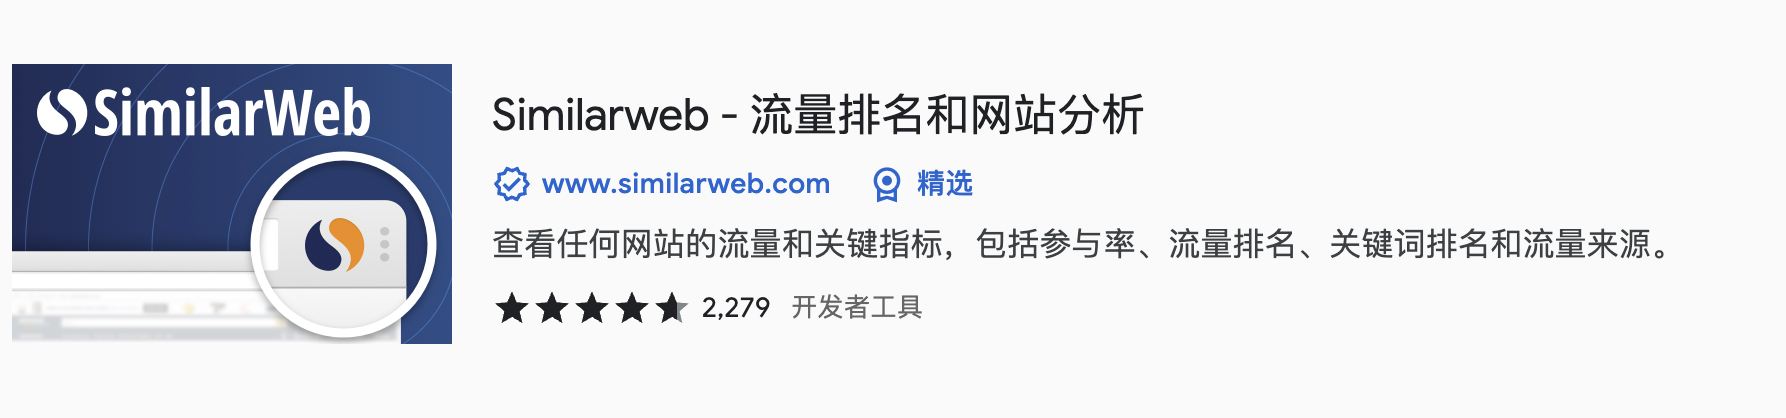 SimilarWeb
Similarweb - 流量排名和网站分析
www.similarweb.com 精选
查看任何网站的流量和关键指标，包括参与率、流量排名、关键词排名和流量来源。
2,279 开发者工具